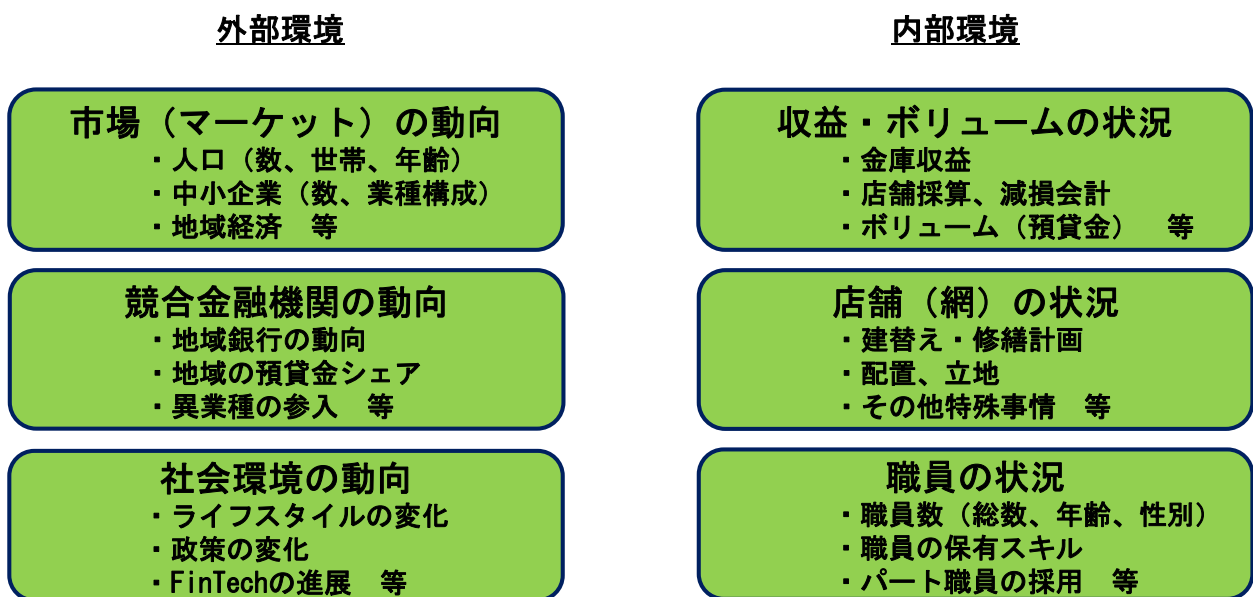 外部環境
市場（マーケット）の動向
・人口（数、世帯、年齢）
・中小企業（数、業種構成）
・地域経済　等
競合金融機関の動向
・地域銀行の動向
・地域の預貸金シェア
・異業種の参入　等
社会環境の動向
・ライフスタイルの変化
・政策の変化
・FinTechの進展　等
内部環境
収益・ボリュームの状況
・金庫収益
・店舗採算、減損会計
・ボリューム（預貸金）　等
店舗（網）の状況
・建替え・修繕計画
・配置、立地
・その他特殊事情　等
職員の状況
・職員数（総数、年齢、性別）
・職員の保有スキル
・パート職員の採用　等